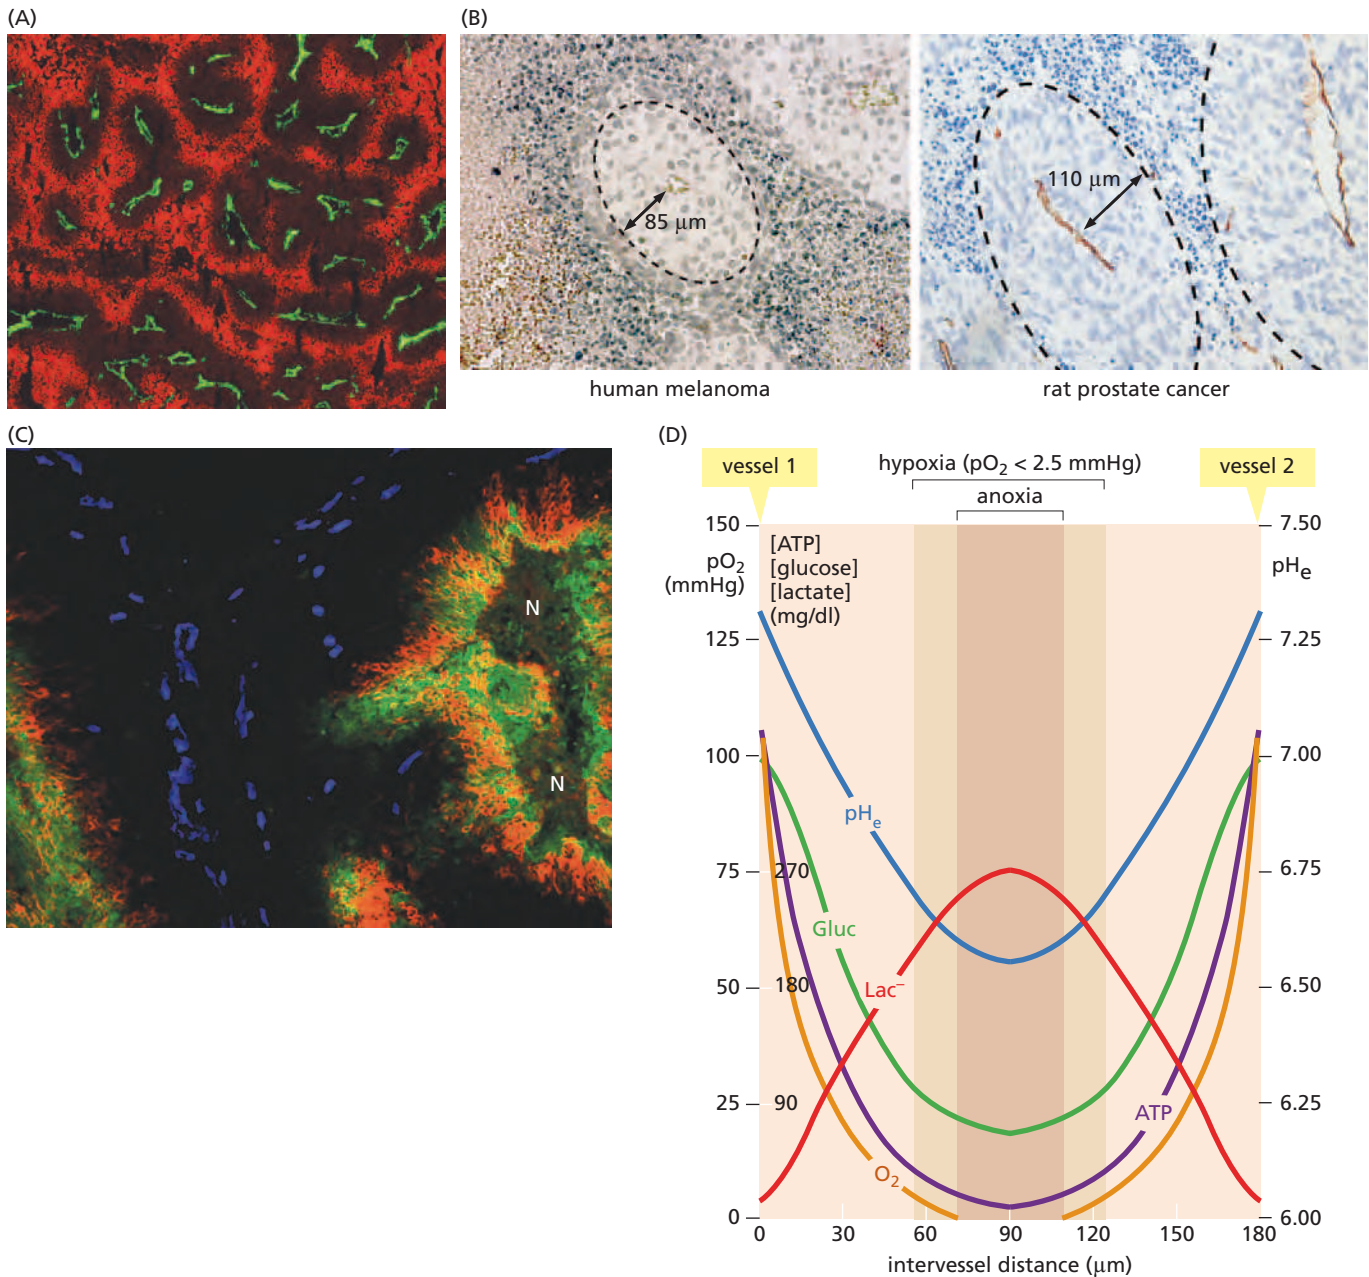 (A)
(B)
85 μm
110 μm
human melanoma
rat prostate cancer
(C)
N
N
(D)
vessel 1
hypoxia (pO₂ < 2.5 mmHg)
vessel 2
anoxia
150
7.50
pO₂
(mmHg)
[ATP]
[glucose]
[lactate]
(mg/dl)
pHe
125
7.25
100
7.00
pHe
75
270
6.75
Gluc
50
180
Lac⁻
6.50
25
90
ATP
6.25
O₂
0
6.00
0 30 60 90 120 150 180
intervessel distance (μm)